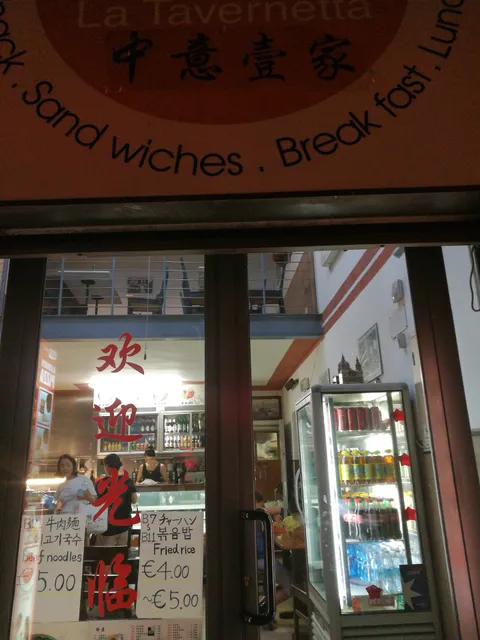 La Tavernetta
中意壹家
ack . Sand wiches . Break fast . Lunc
欢
迎
光
临
牛肉麵
고기국수
ef noodles
5.00
B7 チャーハン
B11 볶음밥
Fried rice
€4.00
~€5.00